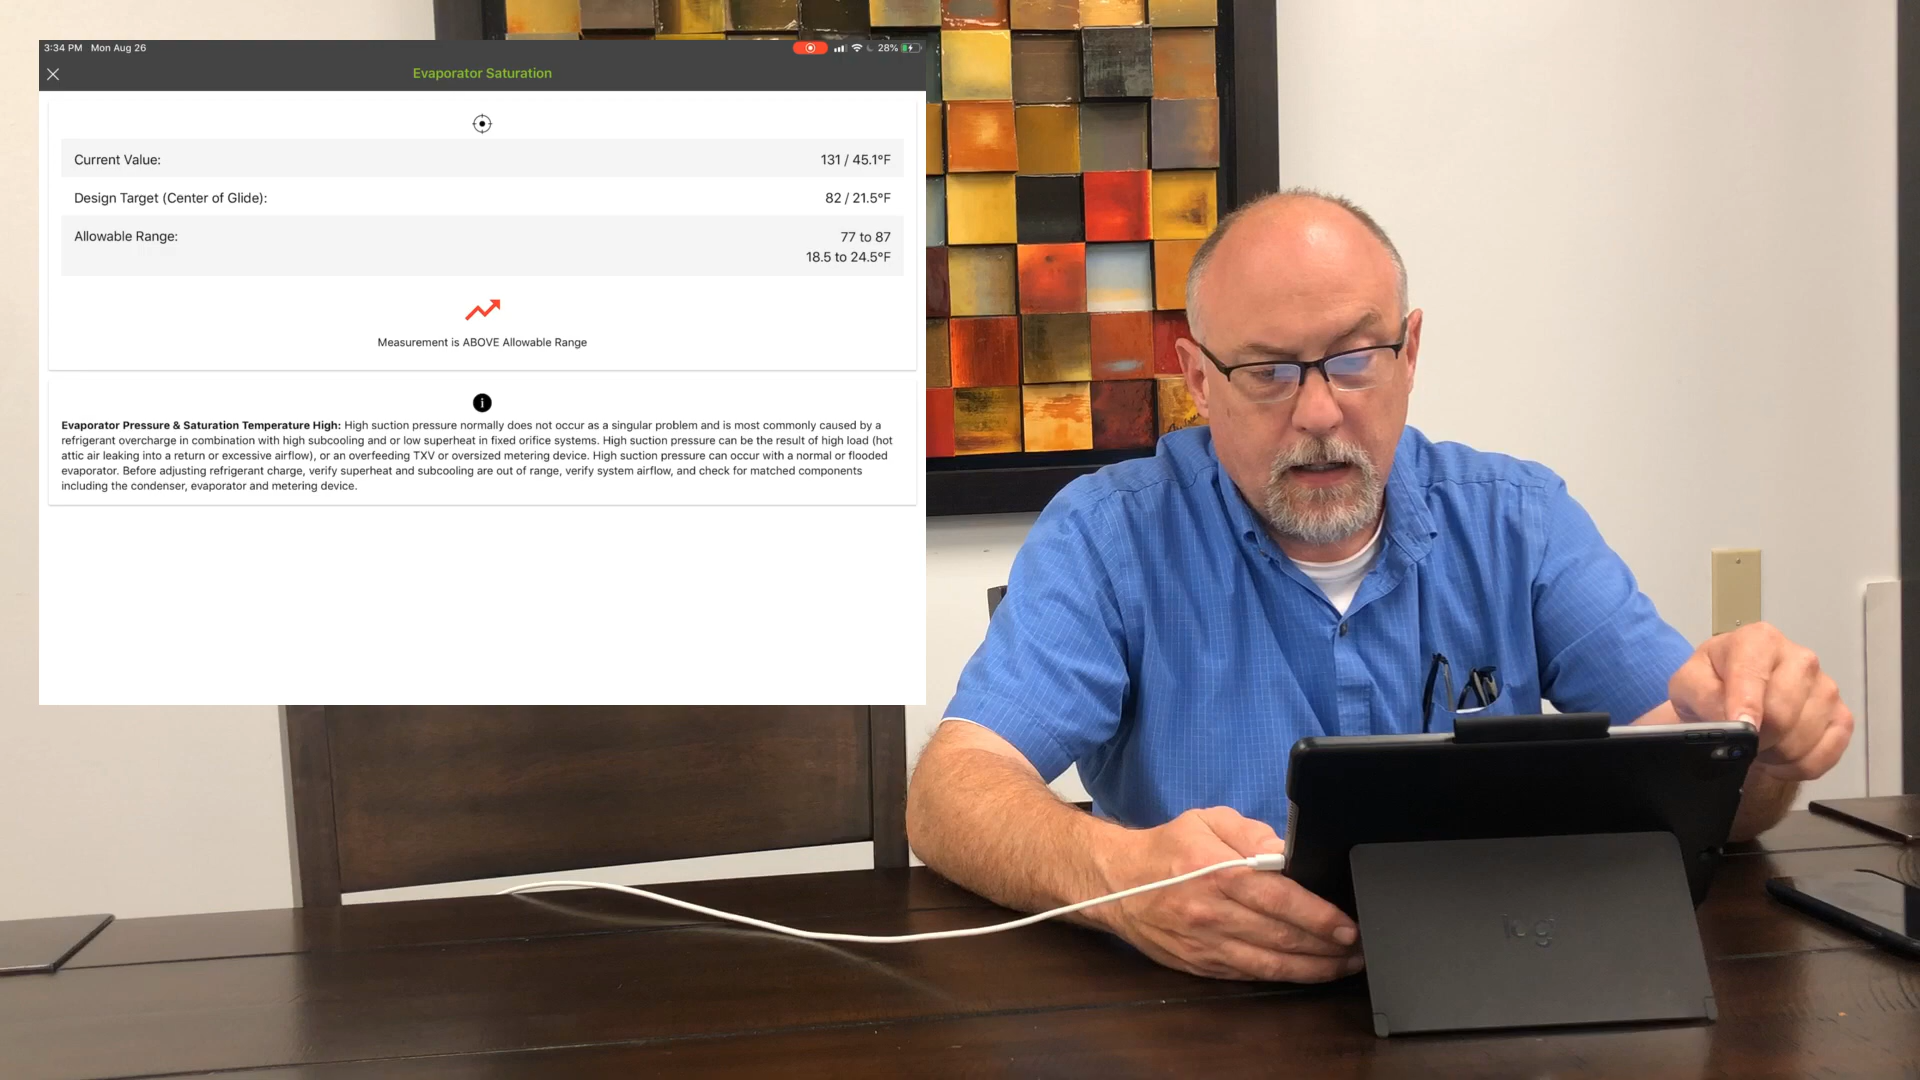 3:34 PM Mon Aug 26
28%
Evaporator Saturation
Current Value: 131 / 45.1°F
Design Target (Center of Glide): 82 / 21.5°F
Allowable Range: 77 to 87
18.5 to 24.5°F
Measurement is ABOVE Allowable Range
Evaporator Pressure & Saturation Temperature High: High suction pressure normally does not occur as a singular problem and is most commonly caused by a
refrigerant overcharge in combination with high subcooling and or low superheat in fixed orifice systems. High suction pressure can be the result of high load (hot
attic air leaking into a return or excessive airflow), or an overfeeding TXV or oversized metering device. High suction pressure can occur with a normal or flooded
evaporator. Before adjusting refrigerant charge, verify superheat and subcooling are out of range, verify system airflow, and check for matched components
including the condenser, evaporator and metering device.